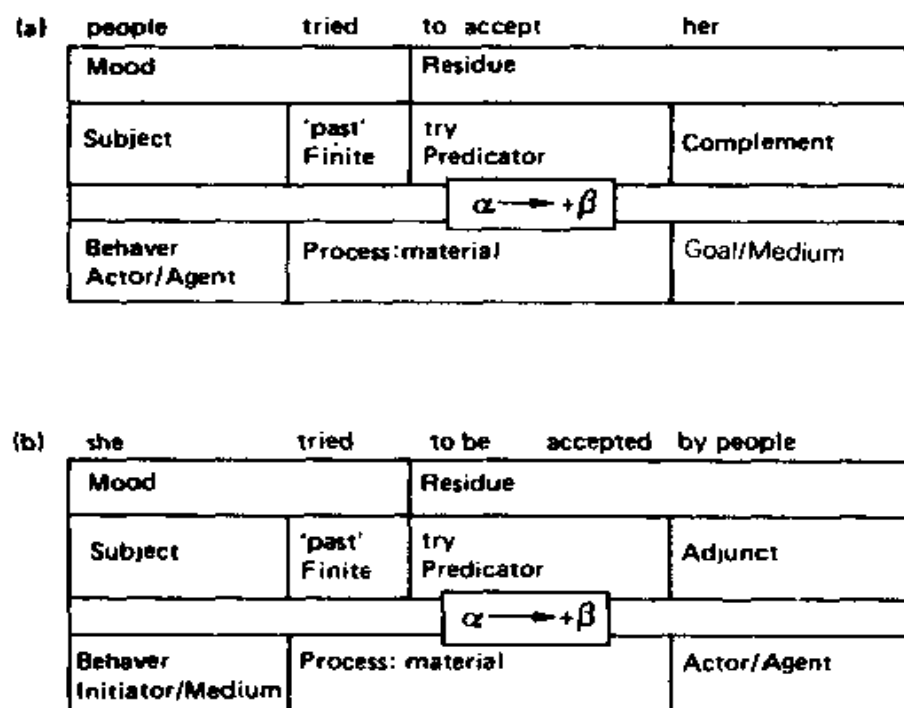 (a) people tried to accept her
Mood Residue
Subject 'past' Finite try Predicator Complement
α → +β
Behaver Actor/Agent Process:material Goal/Medium
(b) she tried to be accepted by people
Mood Residue
Subject 'past' Finite try Predicator Adjunct
α → +β
Behaver Initiator/Medium Process: material Actor/Agent